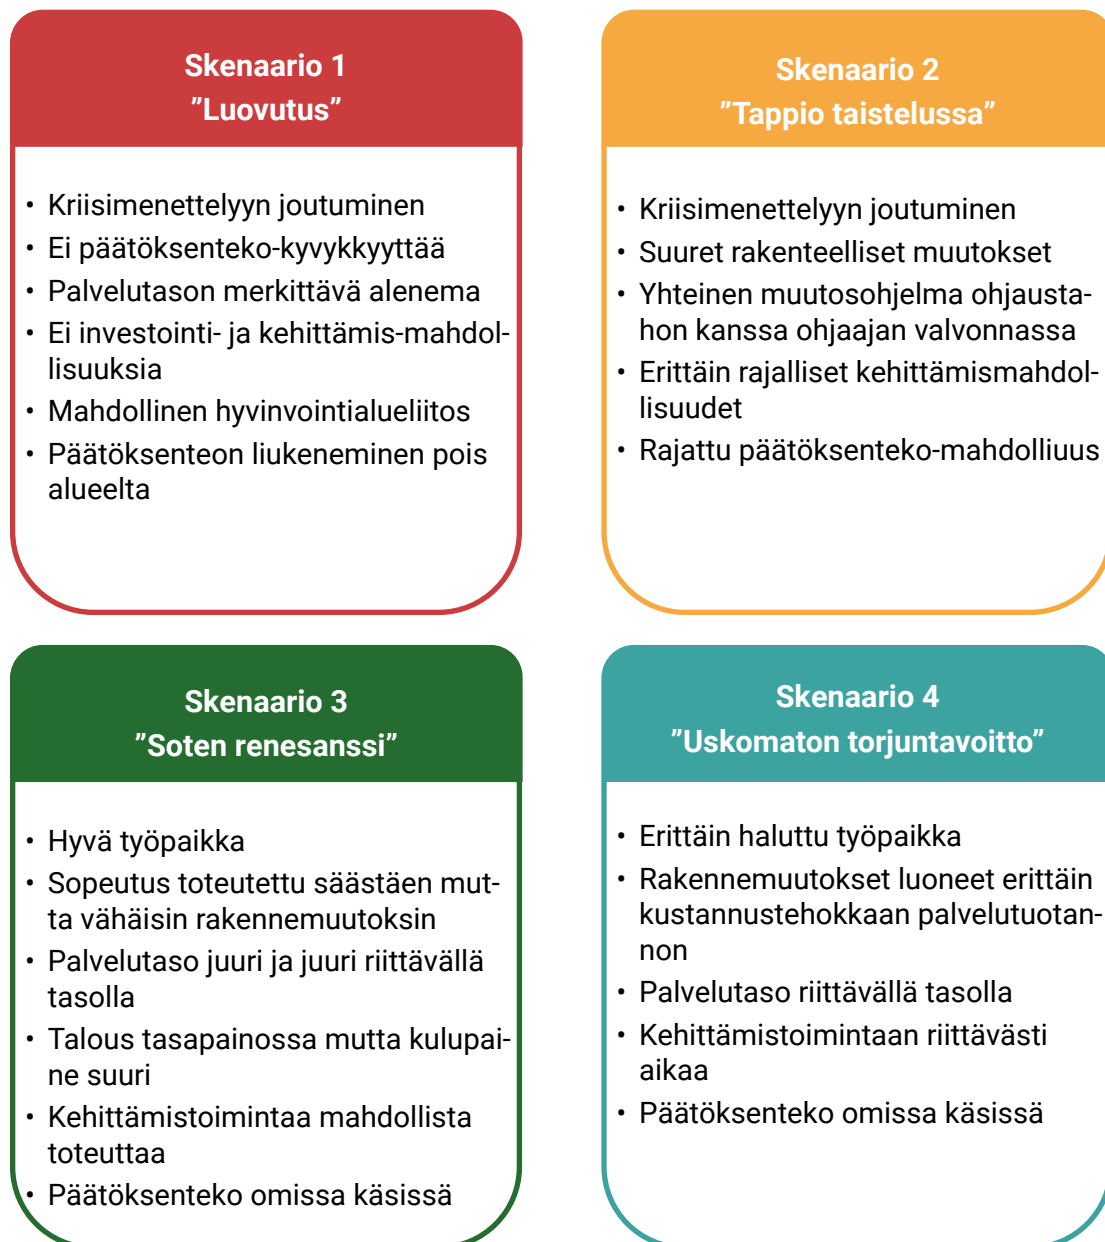 Skenaario 1
”Luovutus”
• Kriisimenettelyyn joutuminen
• Ei päätöksenteko-kyvykkyyttää
• Palvelutason merkittävä alenema
• Ei investointi- ja kehittämis-mahdol-
lisuuksia
• Mahdollinen hyvinvointialueliitos
• Päätöksenteon liukeneminen pois
alueelta
Skenaario 2
”Tappio taistelussa”
• Kriisimenettelyyn joutuminen
• Suuret rakenteelliset muutokset
• Yhteinen muutosohjelma ohjausta-
hon kanssa ohjaajan valvonnassa
• Erittäin rajalliset kehittämismahdol-
lisuudet
• Rajattu päätöksenteko-mahdolliuus
Skenaario 3
”Soten renesanssi”
• Hyvä työpaikka
• Sopeutus toteutettu säästäen mut-
ta vähäisin rakennemuutoksin
• Palvelutaso juuri ja juuri riittävällä
tasolla
• Talous tasapainossa mutta kulupai-
ne suuri
• Kehittämistoimintaa mahdollista
toteuttaa
• Päätöksenteko omissa käsissä
Skenaario 4
”Uskomaton torjuntavoitto”
• Erittäin haluttu työpaikka
• Rakennemuutokset luoneet erittäin
kustannustehokkaan palvelutuotan-
non
• Palvelutaso riittävällä tasolla
• Kehittämistoimintaan riittävästi
aikaa
• Päätöksenteko omissa käsissä